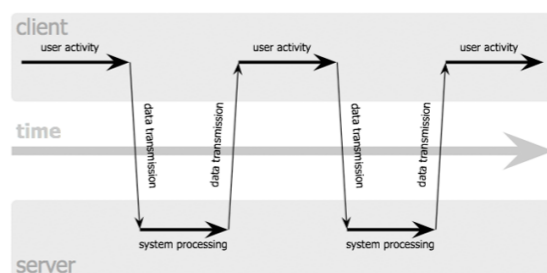 client
user activity
user activity
user activity
data transmission
data transmission
data transmission
data transmission
time
system processing
system processing
server